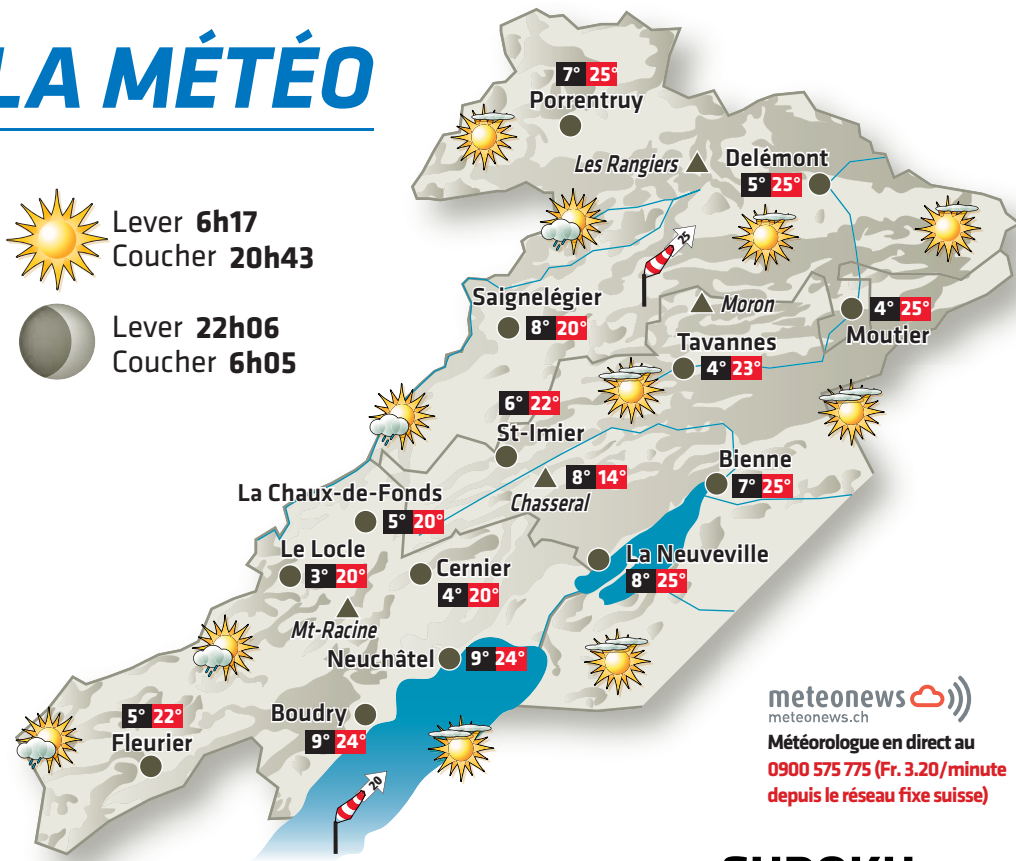 LA MÉTÉO
Lever 6h17
Coucher 20h43
Lever 22h06
Coucher 6h05
7° 25°
Porrentruy
Les Rangiers
Delémont
5° 25°
25
Saignelégier
8° 20°
Moron
4° 25°
Moutier
Tavannes
4° 23°
6° 22°
St-Imier
8° 14°
Chasseral
Bienne
7° 25°
La Chaux-de-Fonds
5° 20°
Le Locle
3° 20°
Cernier
4° 20°
La Neuveville
8° 25°
Mt-Racine
Neuchâtel 9° 24°
Boudry
9° 24°
5° 22°
Fleurier
20
meteonews
meteonews.ch
Météorologue en direct au
0900 575 775 (Fr. 3.20/minute
depuis le réseau fixe suisse)
SUDOKU